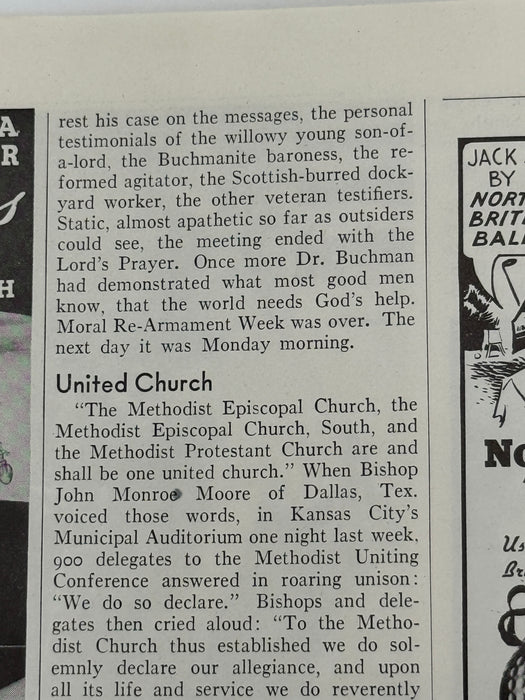 A
R
H
rest his case on the messages, the personal
testimonials of the willowy young son-of-
a-lord, the Buchmanite baroness, the re-
formed agitator, the Scottish-burred dock-
yard worker, the other veteran testifiers.
Static, almost apathetic so far as outsiders
could see, the meeting ended with the
Lord's Prayer. Once more Dr. Buchman
had demonstrated what most good men
know, that the world needs God's help.
Moral Re-Armament Week was over. The
next day it was Monday morning.
United Church
"The Methodist Episcopal Church, the
Methodist Episcopal Church, South, and
the Methodist Protestant Church are and
shall be one united church." When Bishop
John Monroe Moore of Dallas, Tex.
voiced those words, in Kansas City's
Municipal Auditorium one night last week,
900 delegates to the Methodist Uniting
Conference answered in roaring unison:
"We do so declare." Bishops and dele-
gates then cried aloud: "To the Metho-
dist Church thus established we do sol-
emnly declare our allegiance, and upon
all its life and service we do reverently
JACK
BY
NORT
BRITI
BALL
No
Us
Br